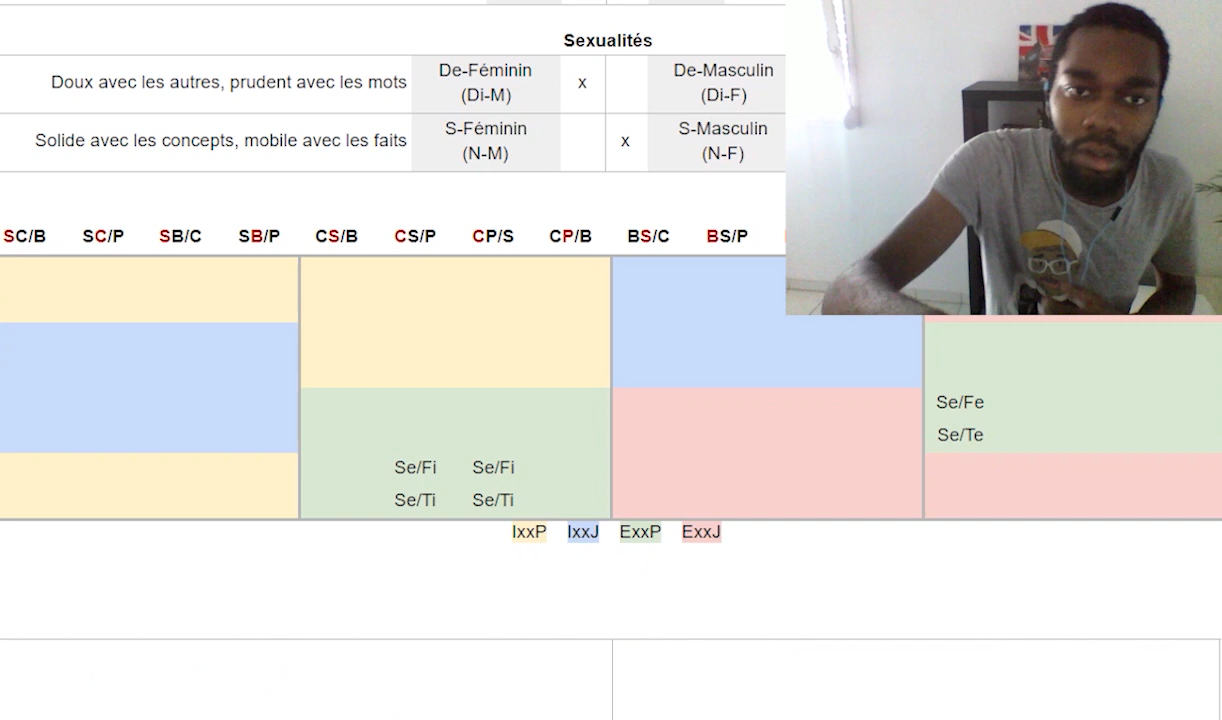 Sexualités
Doux avec les autres, prudent avec les mots De-Féminin x De-Masculin
(Di-M) (Di-F)
Solide avec les concepts, mobile avec les faits S-Féminin x S-Masculin
(N-M) (N-F)
SC/B SC/P SB/C SB/P CS/B CS/P CP/S CP/B BS/C BS/P
Se/Fe
Se/Te
Se/Fi Se/Fi
Se/Ti Se/Ti
IxxP IxxJ ExxP ExxJ